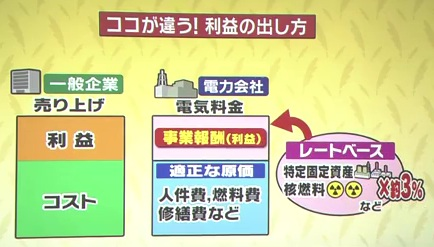 ココが違う!利益の出し方
一般企業
売り上げ
利益
コスト
電力会社
電気料金
事業報酬(利益)
適正な原価
人件費,燃料費
修繕費など
レートベース
特定固定資産
核燃料
など
×約3%